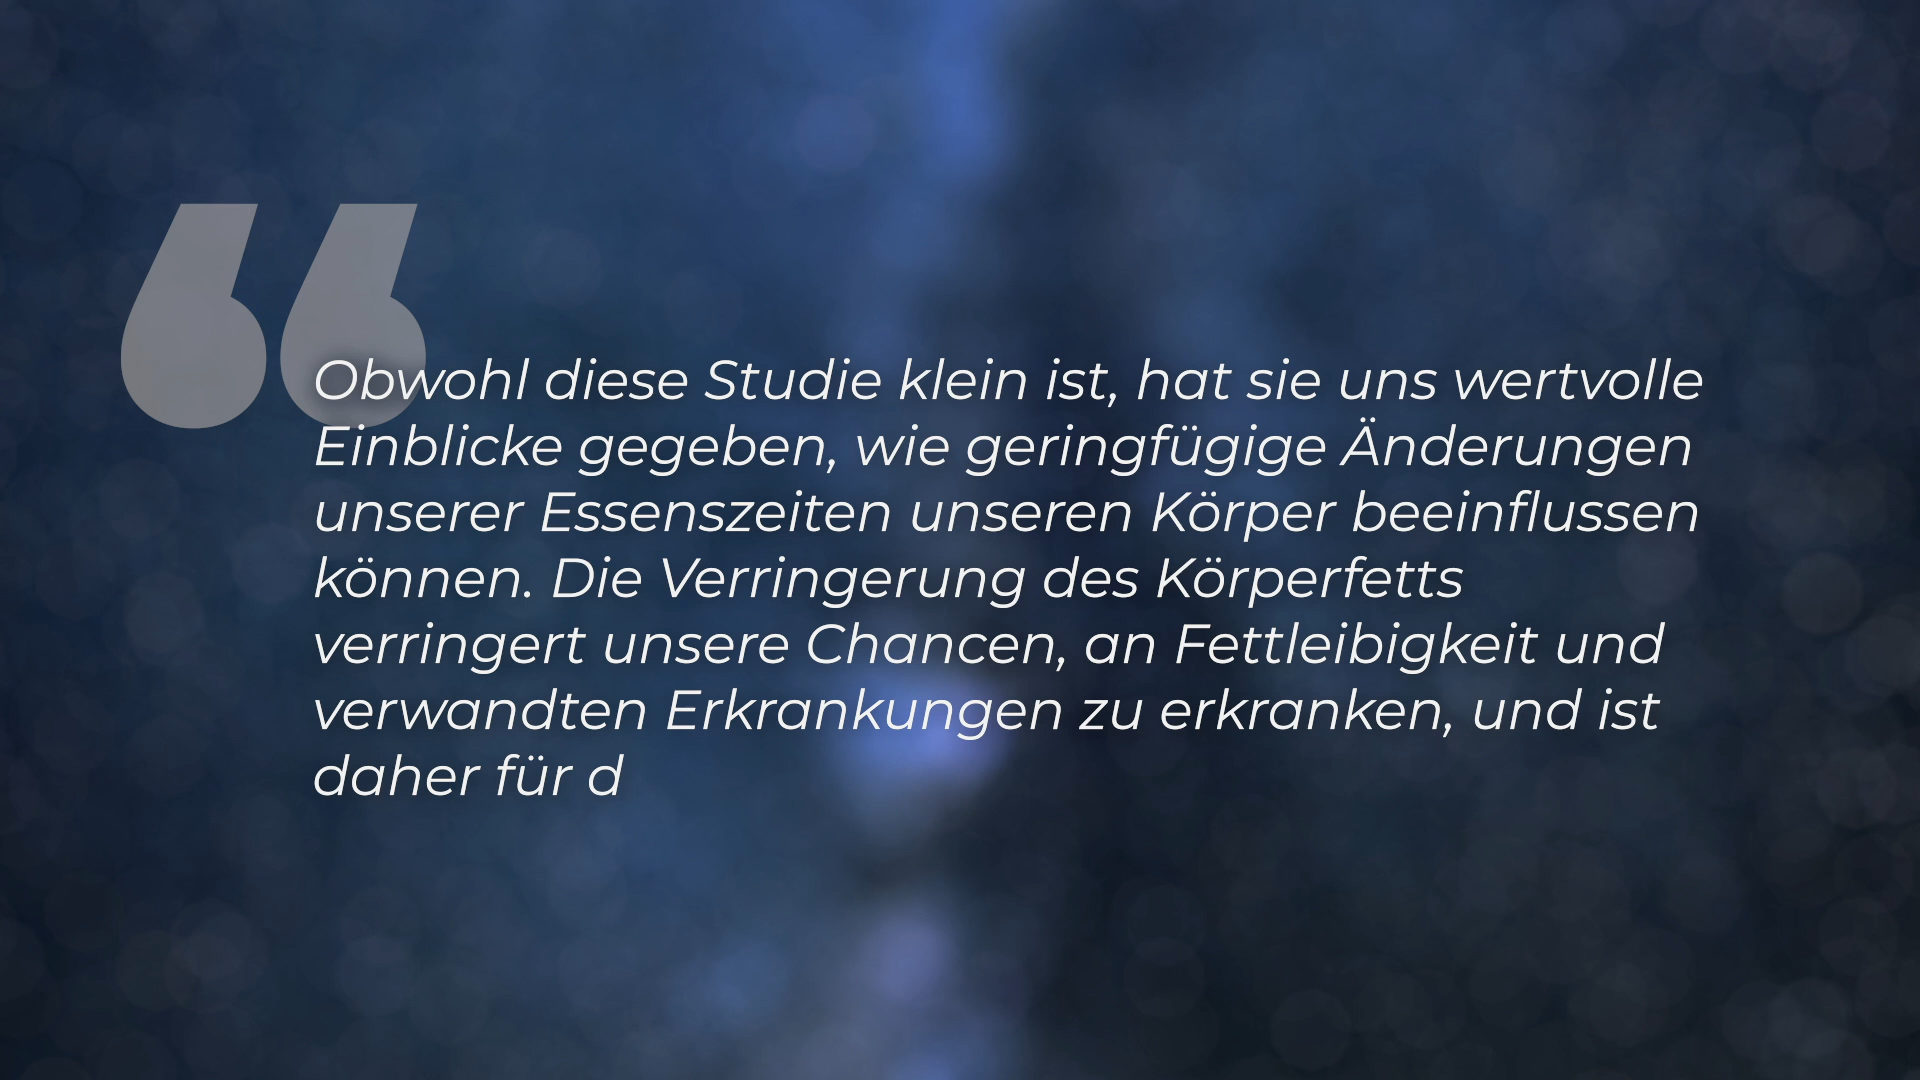 “
Obwohl diese Studie klein ist, hat sie uns wertvolle
Einblicke gegeben, wie geringfügige Änderungen
unserer Essenszeiten unseren Körper beeinflussen
können. Die Verringerung des Körperfetts
verringert unsere Chancen, an Fettleibigkeit und
verwandten Erkrankungen zu erkranken, und ist
daher für d